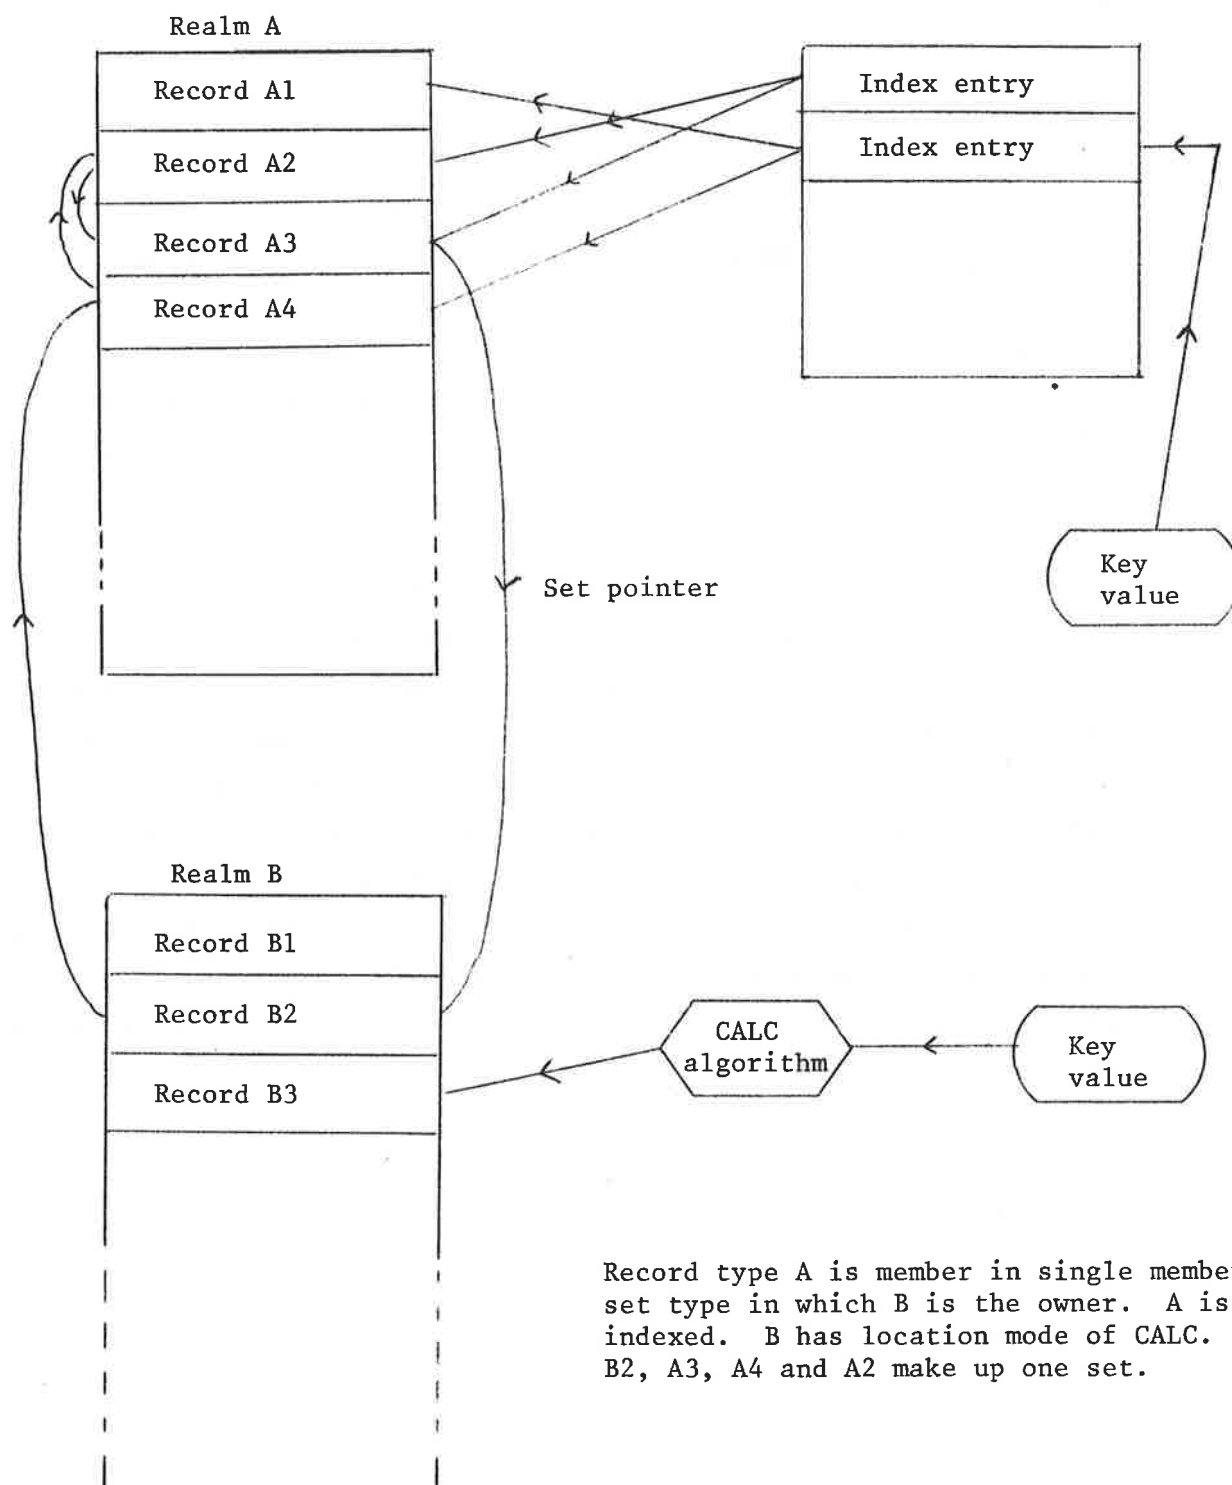 Realm A
Record A1
Record A2
Record A3
Record A4
Index entry
Index entry
Key
value
Set pointer
Realm B
Record B1
Record B2
Record B3
CALC
algorithm
Key
value
Record type A is member in single member
set type in which B is the owner. A is
indexed. B has location mode of CALC.
B2, A3, A4 and A2 make up one set.